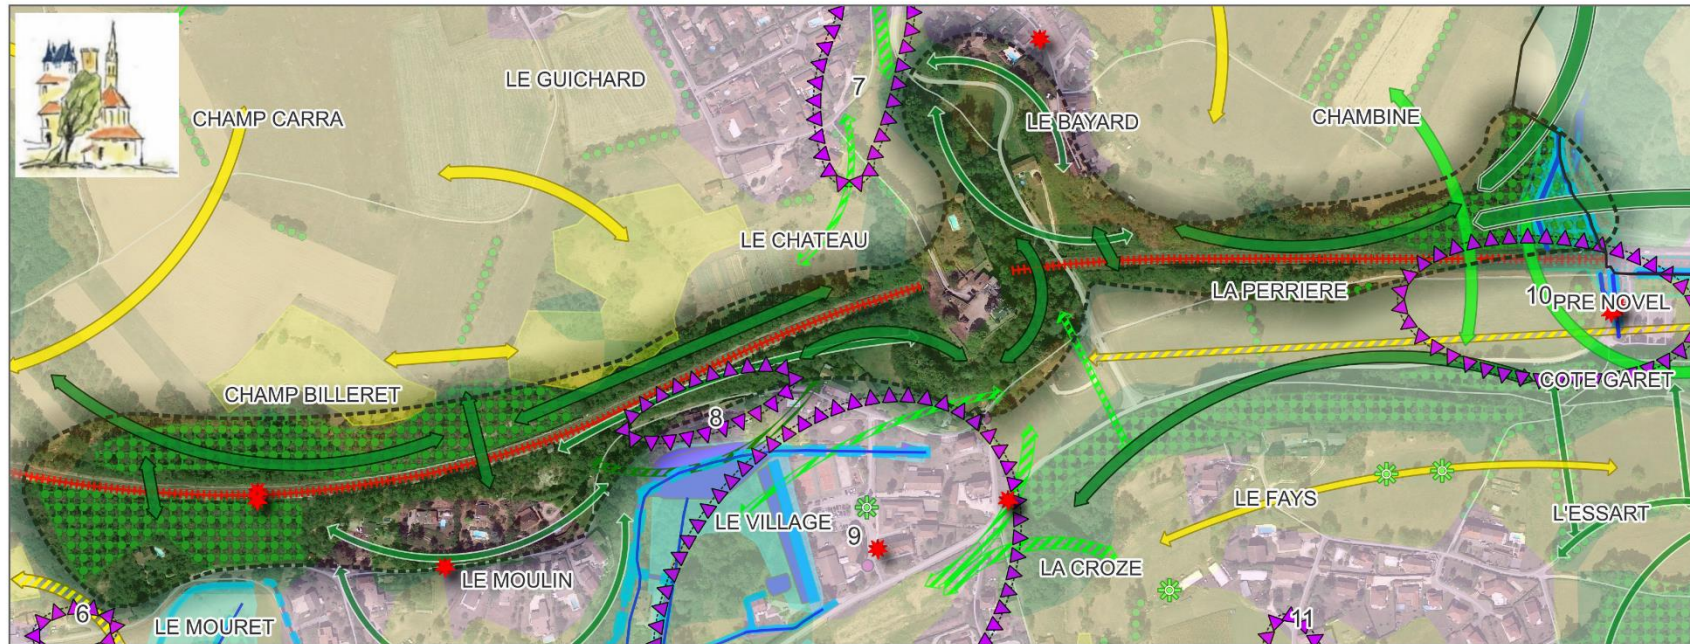 7
LE GUICHARD
CHAMP CARRA
LE BAYARD
CHAMBINE
LE CHATEAU
LA PERRIERE
10 PRE NOVEL
CHAMP BILLERET
COTE GARET
8
LE FAYS
LE VILLAGE
L'ESSART
9
LA CROZE
LE MOULIN
6
LE MOURET
11